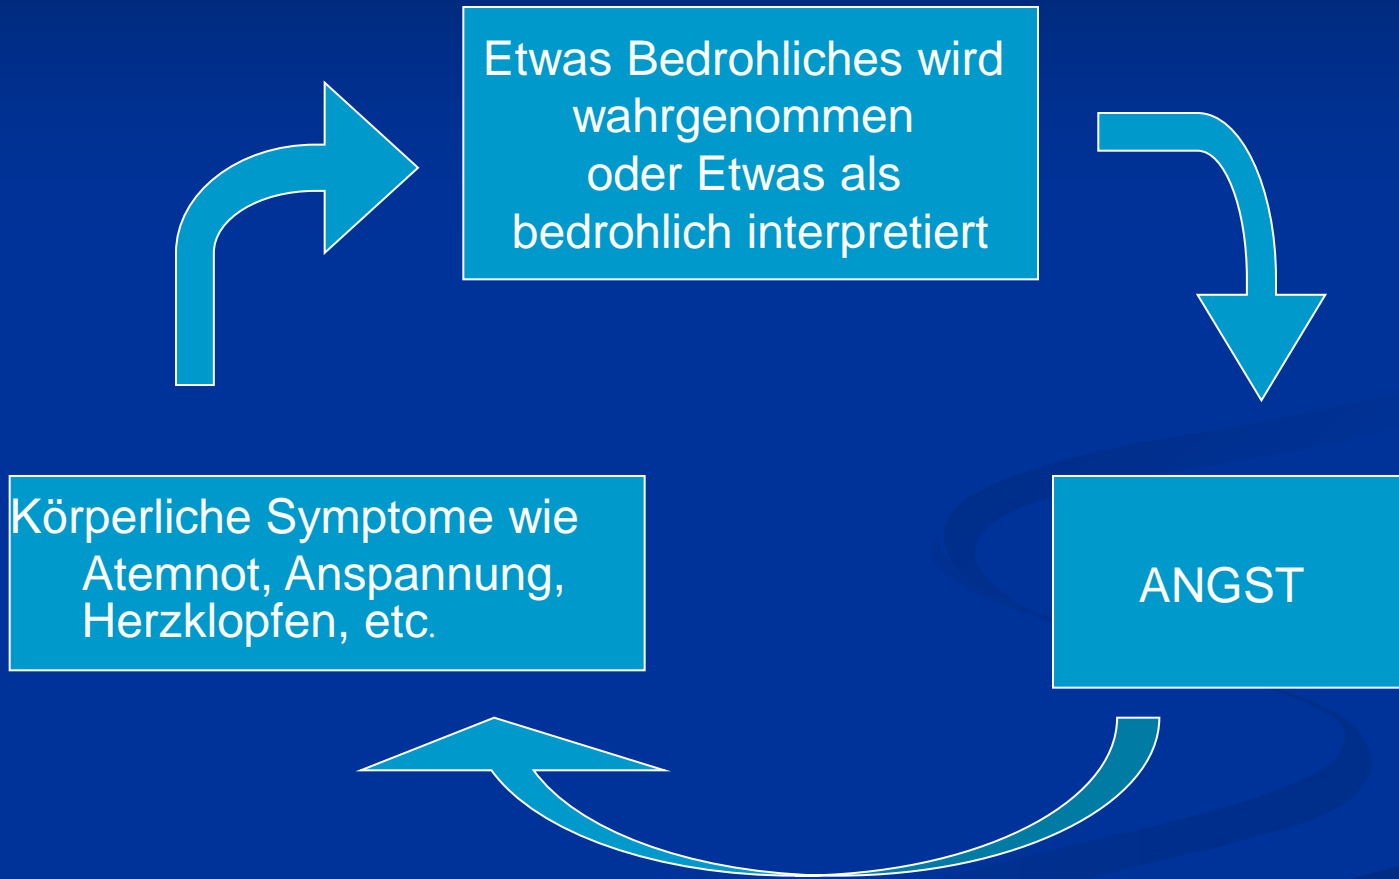 Etwas Bedrohliches wird
wahrgenommen
oder Etwas als
bedrohlich interpretiert
Körperliche Symptome wie
Atemnot, Anspannung,
Herzklopfen, etc.
ANGST